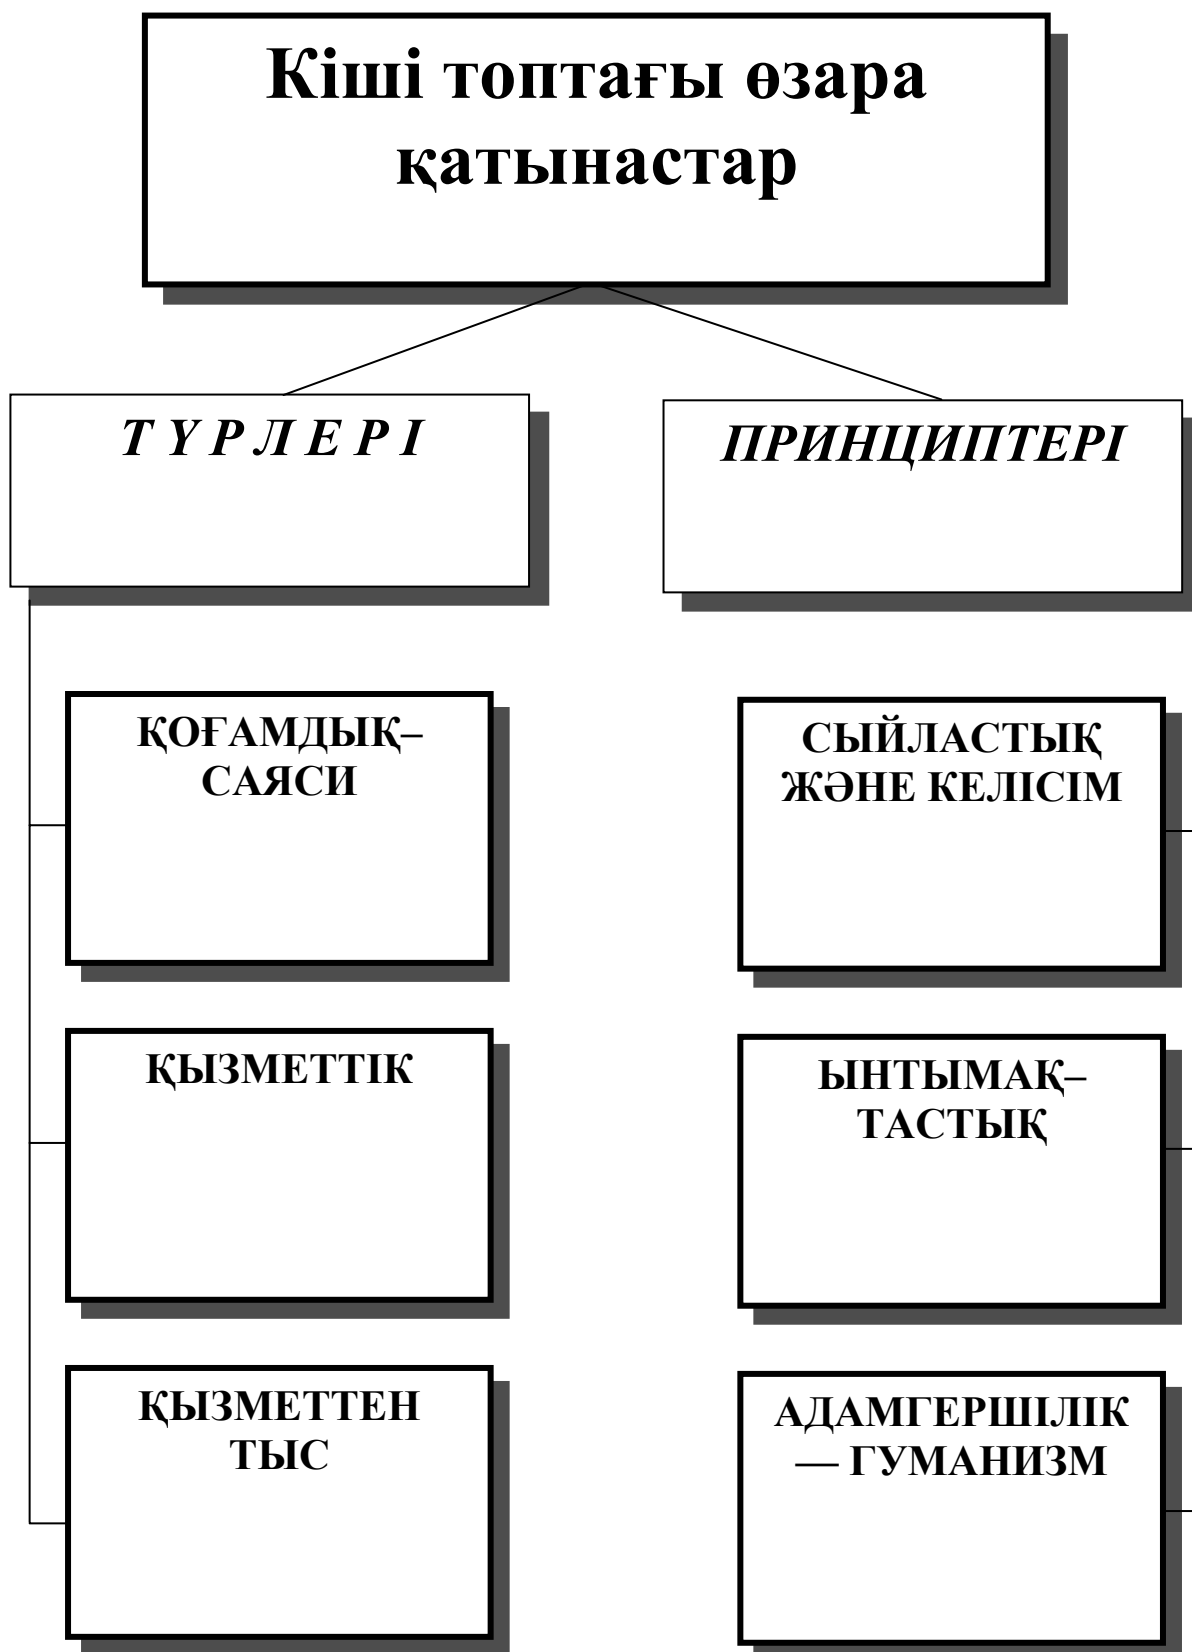 Кіші топтағы өзара
қатынастар
Т Ү Р Л Е Р І
ПРИНЦИПТЕРІ
ҚОҒАМДЫҚ–
САЯСИ
СЫЙЛАСТЫҚ
ЖӘНЕ КЕЛІСІМ
ҚЫЗМЕТТІК
ЫНТЫМАҚ–
ТАСТЫҚ
ҚЫЗМЕТТЕН
ТЫС
АДАМГЕРШІЛІК
— ГУМАНИЗМ